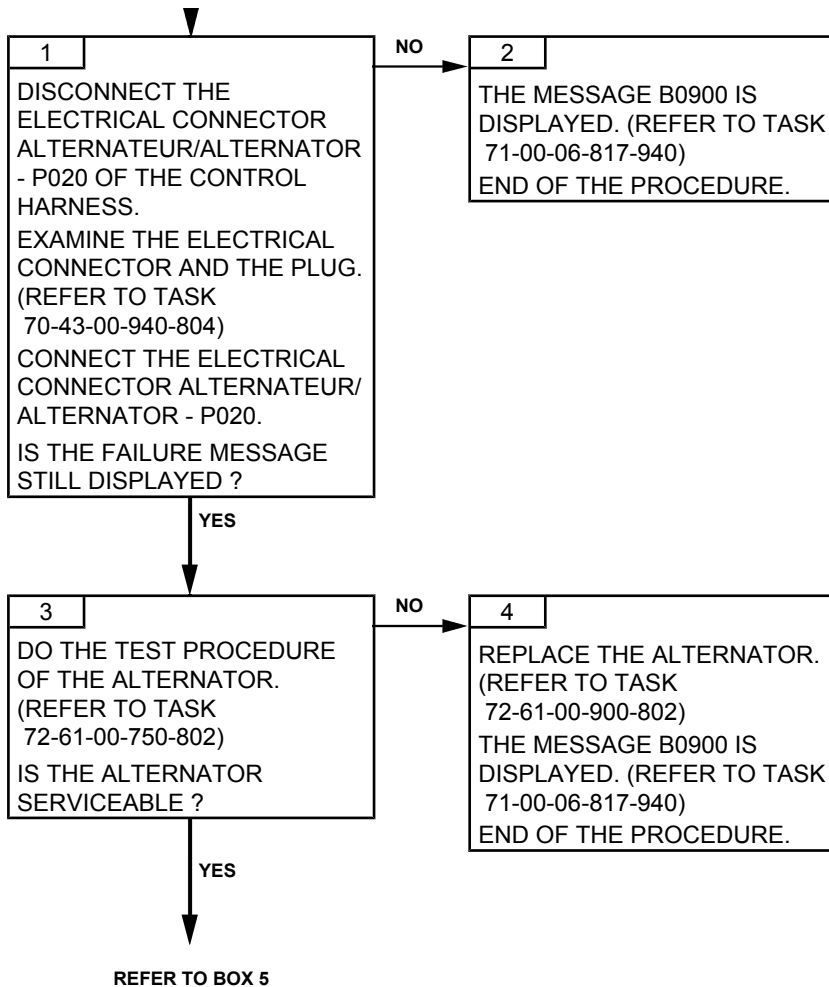 1
DISCONNECT THE
ELECTRICAL CONNECTOR
ALTERNATEUR/ALTERNATOR
- P020 OF THE CONTROL
HARNESS.
EXAMINE THE ELECTRICAL
CONNECTOR AND THE PLUG.
(REFER TO TASK
70-43-00-940-804)
CONNECT THE ELECTRICAL
CONNECTOR ALTERNATEUR/
ALTERNATOR - P020.
IS THE FAILURE MESSAGE
STILL DISPLAYED ?
NO
2
THE MESSAGE B0900 IS
DISPLAYED. (REFER TO TASK
71-00-06-817-940)
END OF THE PROCEDURE.
YES
3
DO THE TEST PROCEDURE
OF THE ALTERNATOR.
(REFER TO TASK
72-61-00-750-802)
IS THE ALTERNATOR
SERVICEABLE ?
NO
4
REPLACE THE ALTERNATOR.
(REFER TO TASK
72-61-00-900-802)
THE MESSAGE B0900 IS
DISPLAYED. (REFER TO TASK
71-00-06-817-940)
END OF THE PROCEDURE.
YES
REFER TO BOX 5